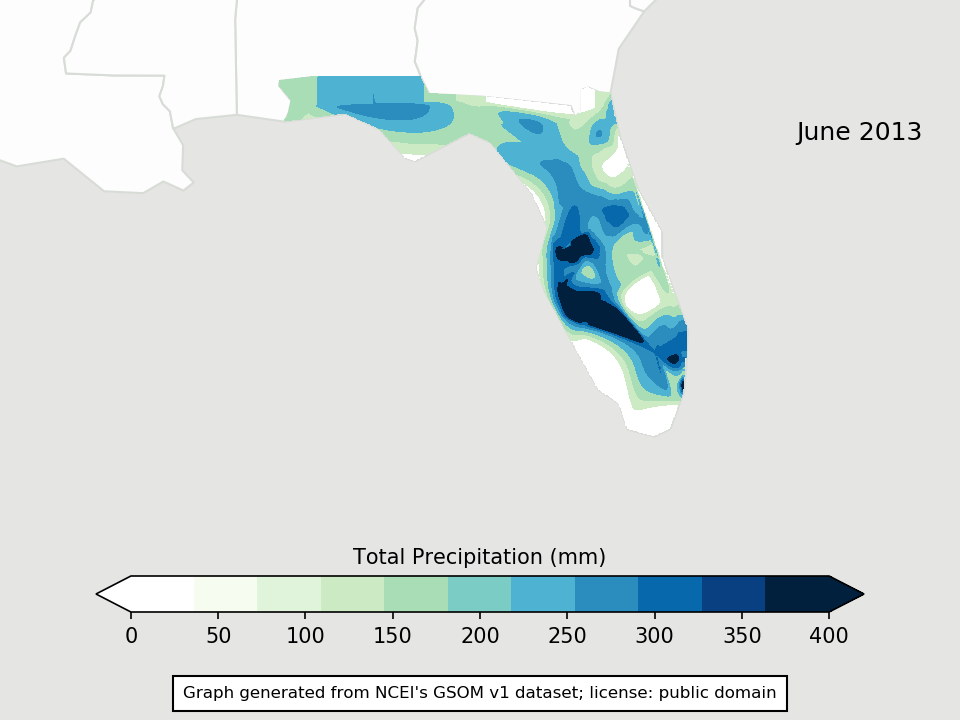 June 2013
Total Precipitation (mm)
0 50 100 150 200 250 300 350 400
Graph generated from NCEI's GSOM v1 dataset; license: public domain